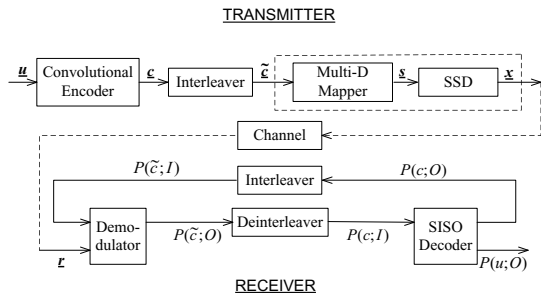 TRANSMITTER
u
Convolutional
Encoder
c
Interleaver
c̃
Multi-D
Mapper
s
SSD
x
Channel
P(c̃;I)
Interleaver
P(c;O)
Demo-
dulator
P(c̃;O)
Deinterleaver
P(c;I)
SISO
Decoder
r
P(u;O)
RECEIVER